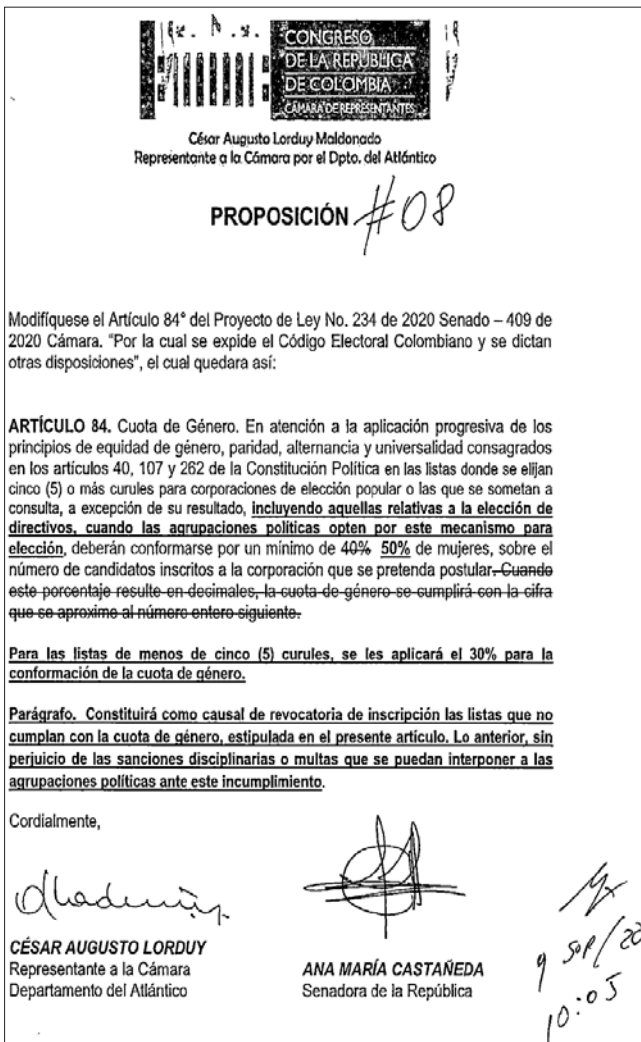 CONGRESO
DE LA REPÚBLICA
DE COLOMBIA
CÁMARA DE REPRESENTANTES
César Augusto Lorduy Maldonado
Representante a la Cámara por el Dpto. del Atlántico
PROPOSICIÓN #08
Modifíquese el Artículo 84° del Proyecto de Ley No. 234 de 2020 Senado – 409 de
2020 Cámara. "Por la cual se expide el Código Electoral Colombiano y se dictan
otras disposiciones", el cual quedara así:
ARTÍCULO 84. Cuota de Género. En atención a la aplicación progresiva de los
principios de equidad de género, paridad, alternancia y universalidad consagrados
en los artículos 40, 107 y 262 de la Constitución Política en las listas donde se elijan
cinco (5) o más curules para corporaciones de elección popular o las que se sometan a
consulta, a excepción de su resultado, incluyendo aquellas relativas a la elección de
directivos, cuando las agrupaciones políticas opten por este mecanismo para
elección, deberán conformarse por un mínimo de 40% 50% de mujeres, sobre el
número de candidatos inscritos a la corporación que se pretenda postular. Cuando
este porcentaje resulte en decimales, la cuota de género se cumplirá con la cifra
que se aproxime al número entero siguiente.
Para las listas de menos de cinco (5) curules, se les aplicará el 30% para la
conformación de la cuota de género.
Parágrafo. Constituirá como causal de revocatoria de inscripción las listas que no
cumplan con la cuota de género, estipulada en el presente artículo. Lo anterior, sin
perjuicio de las sanciones disciplinarias o multas que se puedan interponer a las
agrupaciones políticas ante este incumplimiento.
Cordialmente,
CÉSAR AUGUSTO LORDUY
Representante a la Cámara
Departamento del Atlántico
ANA MARÍA CASTAÑEDA
Senadora de la República
9 Sep/20
10:05